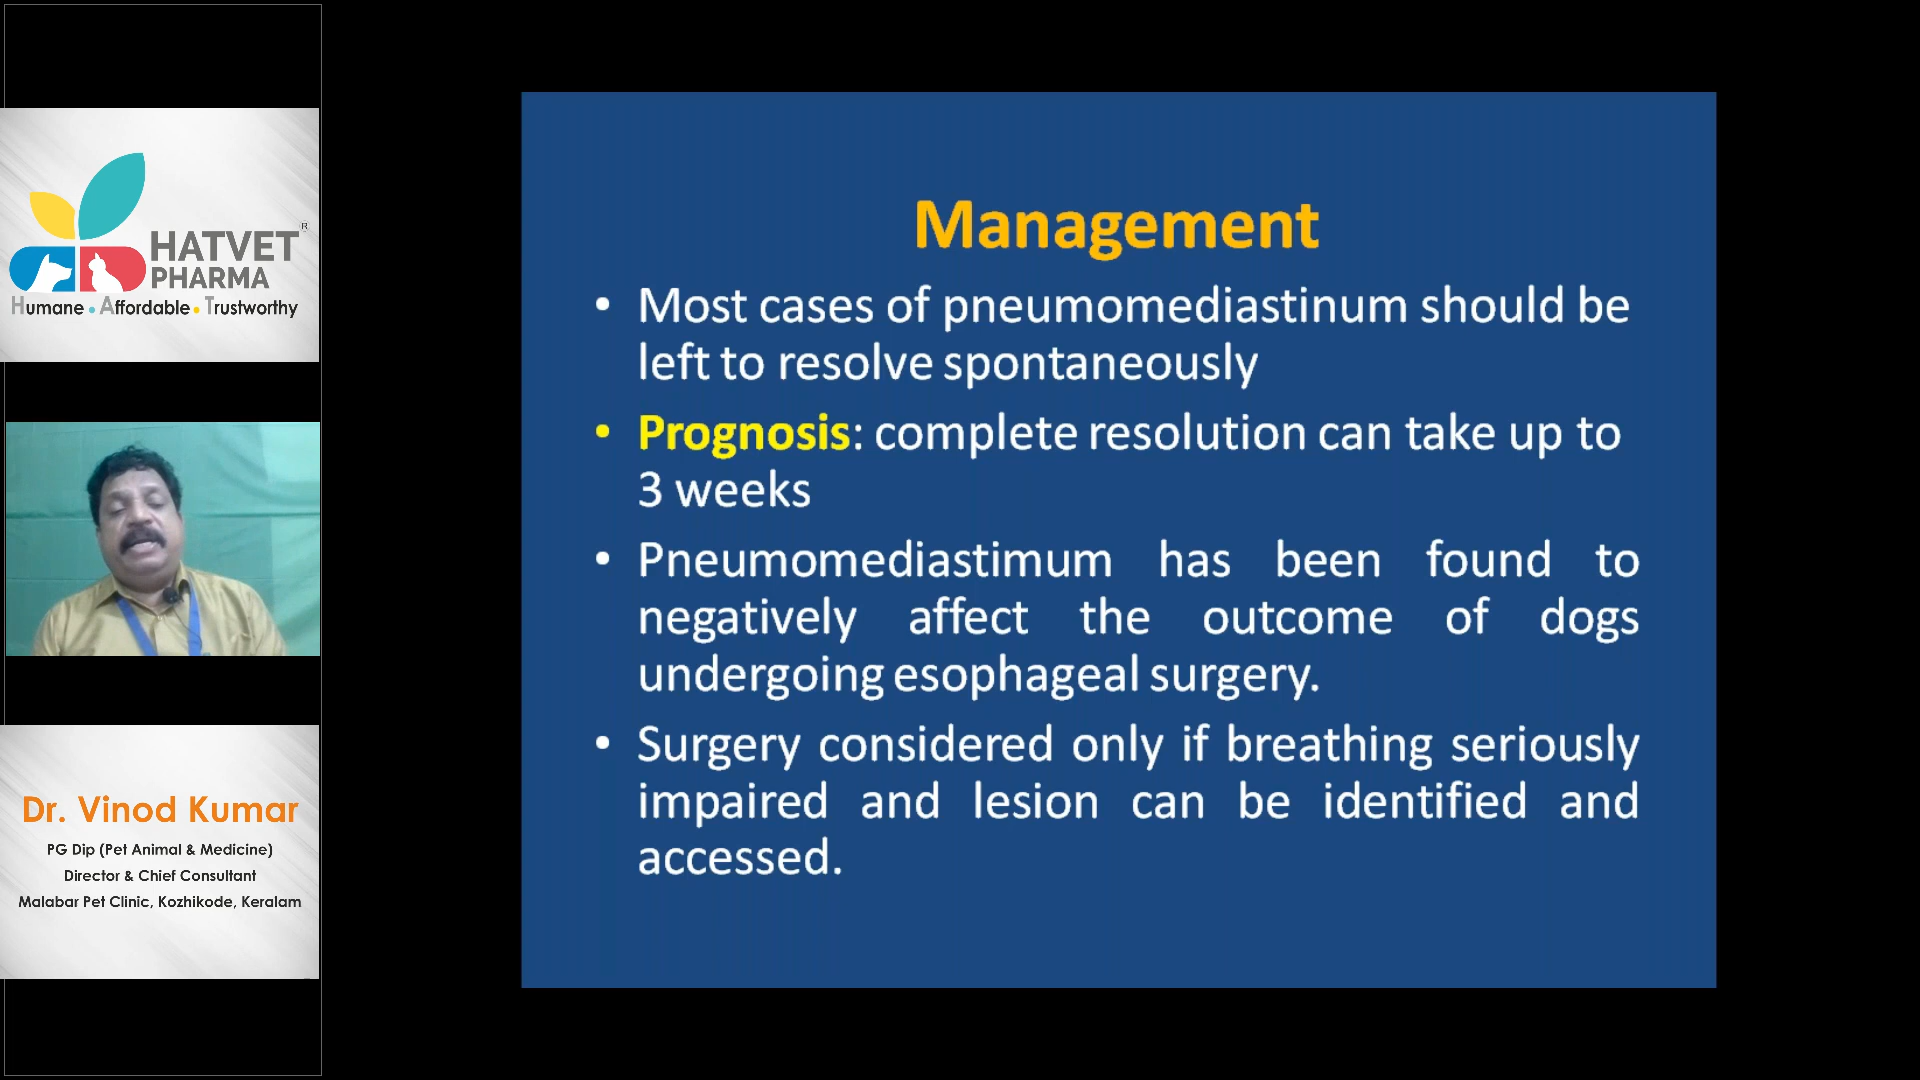 HATVET ®
PHARMA
Humane • Affordable • Trustworthy
Dr. Vinod Kumar
PG Dip (Pet Animal & Medicine)
Director & Chief Consultant
Malabar Pet Clinic, Kozhikode, Keralam
Management
• Most cases of pneumomediastinum should be
left to resolve spontaneously
• Prognosis: complete resolution can take up to
3 weeks
• Pneumomediastimum has been found to
negatively affect the outcome of dogs
undergoing esophageal surgery.
• Surgery considered only if breathing seriously
impaired and lesion can be identified and
accessed.